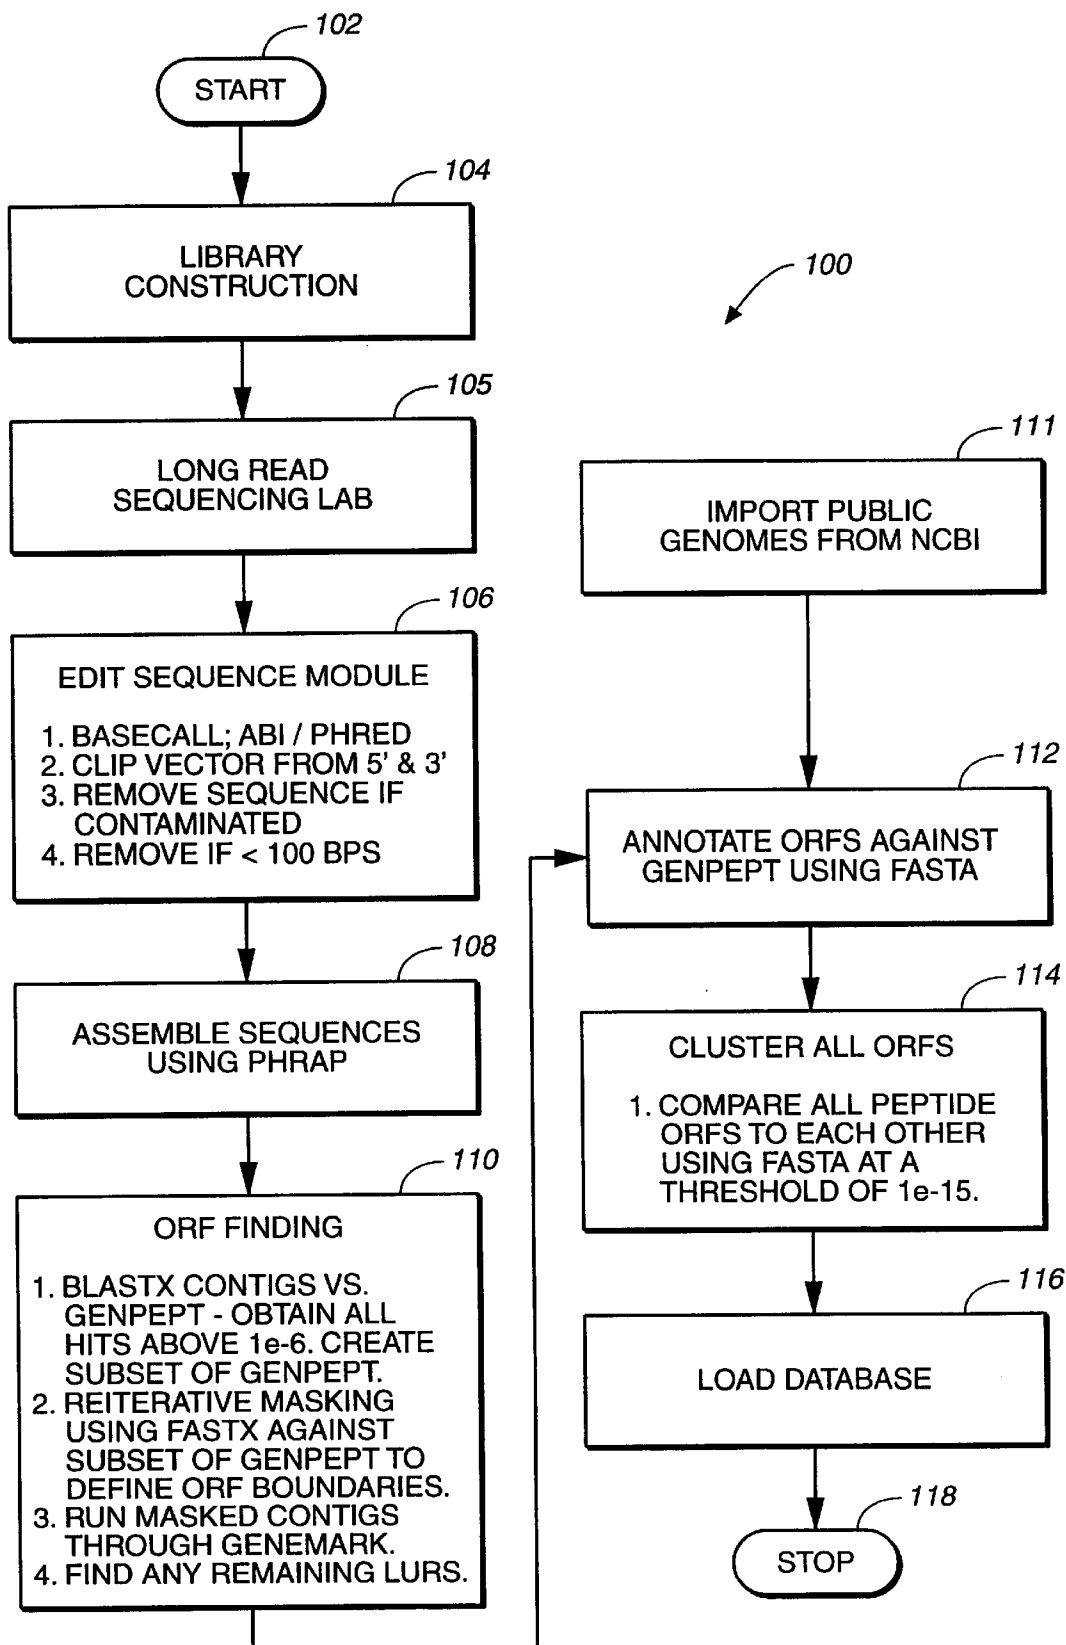 102
START
104
LIBRARY
CONSTRUCTION
105
LONG READ
SEQUENCING LAB
106
EDIT SEQUENCE MODULE
1. BASECALL; ABI / PHRED
2. CLIP VECTOR FROM 5' & 3'
3. REMOVE SEQUENCE IF
CONTAMINATED
4. REMOVE IF < 100 BPS
108
ASSEMBLE SEQUENCES
USING PHRAP
110
ORF FINDING
1. BLASTX CONTIGS VS.
GENPEPT - OBTAIN ALL
HITS ABOVE 1e-6. CREATE
SUBSET OF GENPEPT.
2. REITERATIVE MASKING
USING FASTX AGAINST
SUBSET OF GENPEPT TO
DEFINE ORF BOUNDARIES.
3. RUN MASKED CONTIGS
THROUGH GENEMARK.
4. FIND ANY REMAINING LURS.
100
111
IMPORT PUBLIC
GENOMES FROM NCBI
112
ANNOTATE ORFS AGAINST
GENPEPT USING FASTA
114
CLUSTER ALL ORFS
1. COMPARE ALL PEPTIDE
ORFS TO EACH OTHER
USING FASTA AT A
THRESHOLD OF 1e-15.
116
LOAD DATABASE
118
STOP